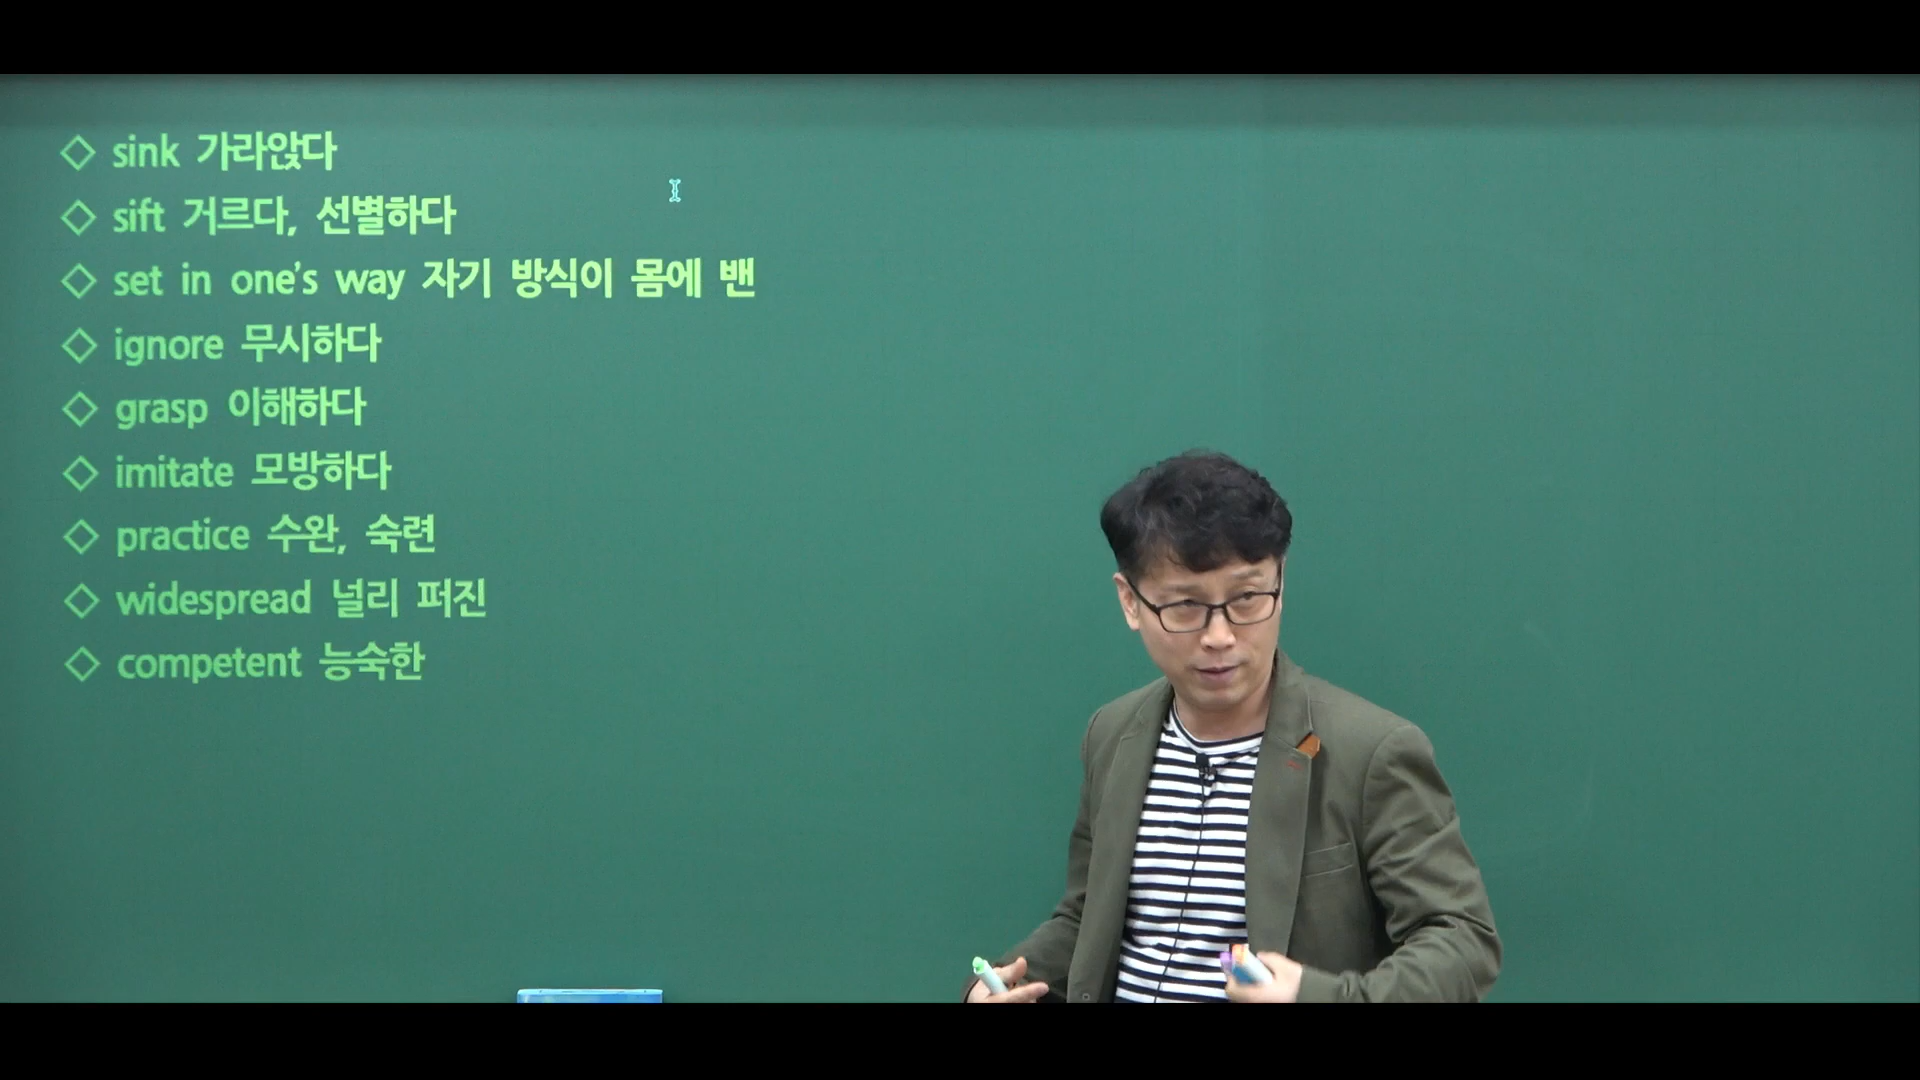 ◇ sink 가라앉다
◇ sift 거르다, 선별하다
◇ set in one's way 자기 방식이 몸에 밴
◇ ignore 무시하다
◇ grasp 이해하다
◇ imitate 모방하다
◇ practice 수완, 숙련
◇ widespread 널리 퍼진
◇ competent 능숙한